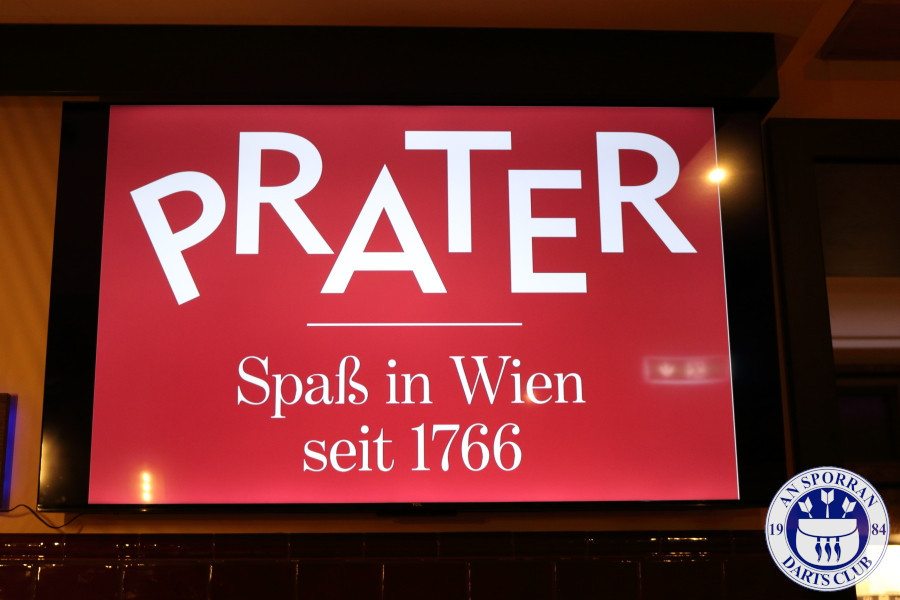 PRATER
Spaß in Wien
seit 1766
AN SPORRAN
19 84
DARTS CLUB